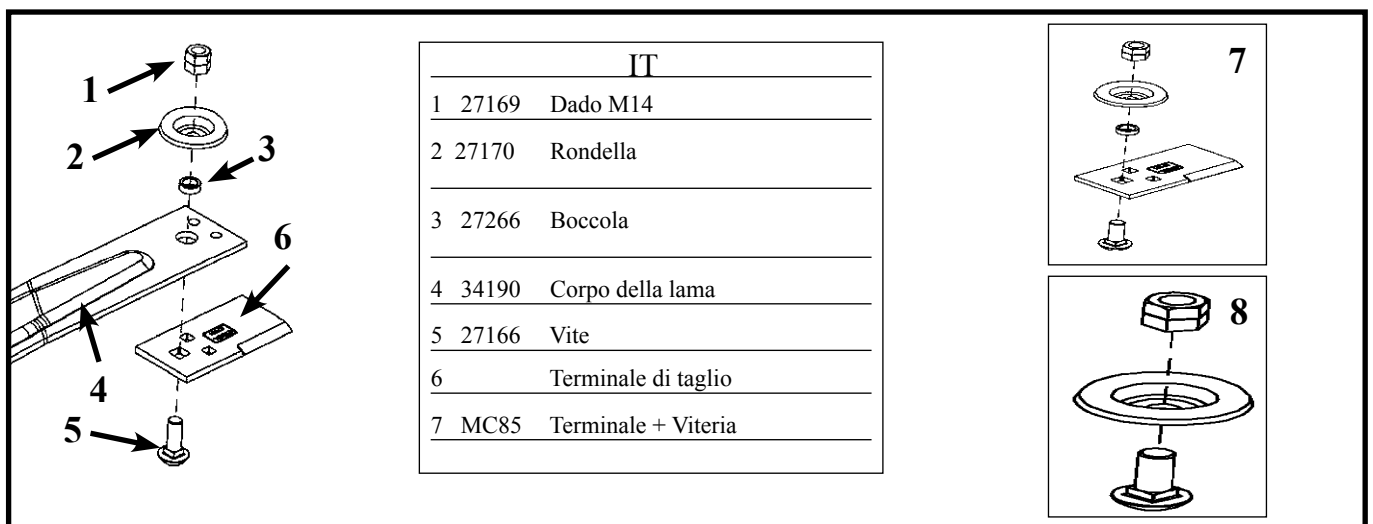 1
2
3
6
4
5
IT
1 27169 Dado M14
2 27170 Rondella
3 27266 Boccola
4 34190 Corpo della lama
5 27166 Vite
6 Terminale di taglio
7 MC85 Terminale + Viteria
7
8